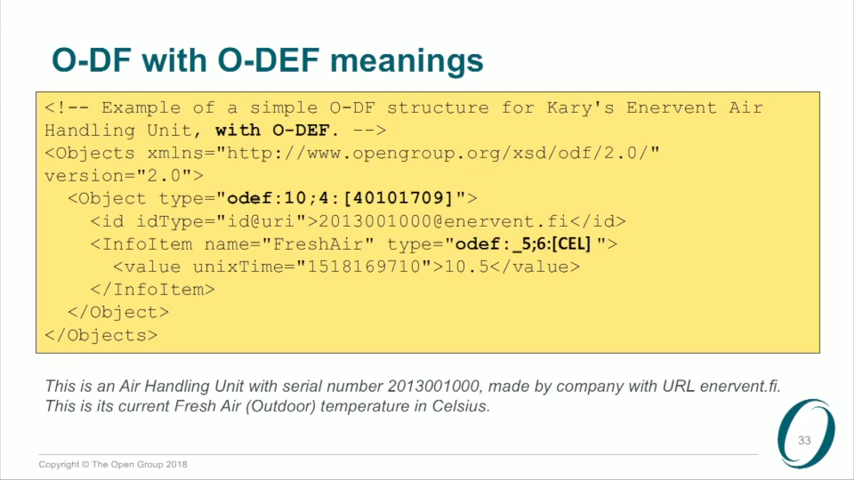 O-DF with O-DEF meanings
<!-- Example of a simple O-DF structure for Kary's Enervent Air
Handling Unit, with O-DEF. -->
<Objects xmlns="http://www.opengroup.org/xsd/odf/2.0/"
version="2.0">
<Object type="odef:10;4:[40101709]">
<id idType="id@uri">2013001000@enervent.fi</id>
<InfoItem name="FreshAir" type="odef:_5;6:[CEL] ">
<value unixTime="1518169710">10.5</value>
</InfoItem>
</Object>
</Objects>
This is an Air Handling Unit with serial number 2013001000, made by company with URL enervent.fi.
This is its current Fresh Air (Outdoor) temperature in Celsius.
33
Copyright © The Open Group 2018